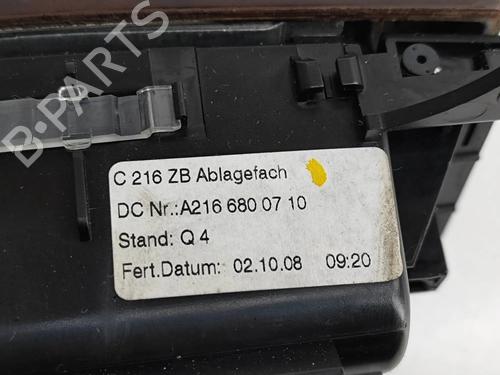 B-PARTS
C 216 ZB Ablagefach
DC Nr.:A216 680 07 10
Stand: Q 4
Fert.Datum: 02.10.08 09:20